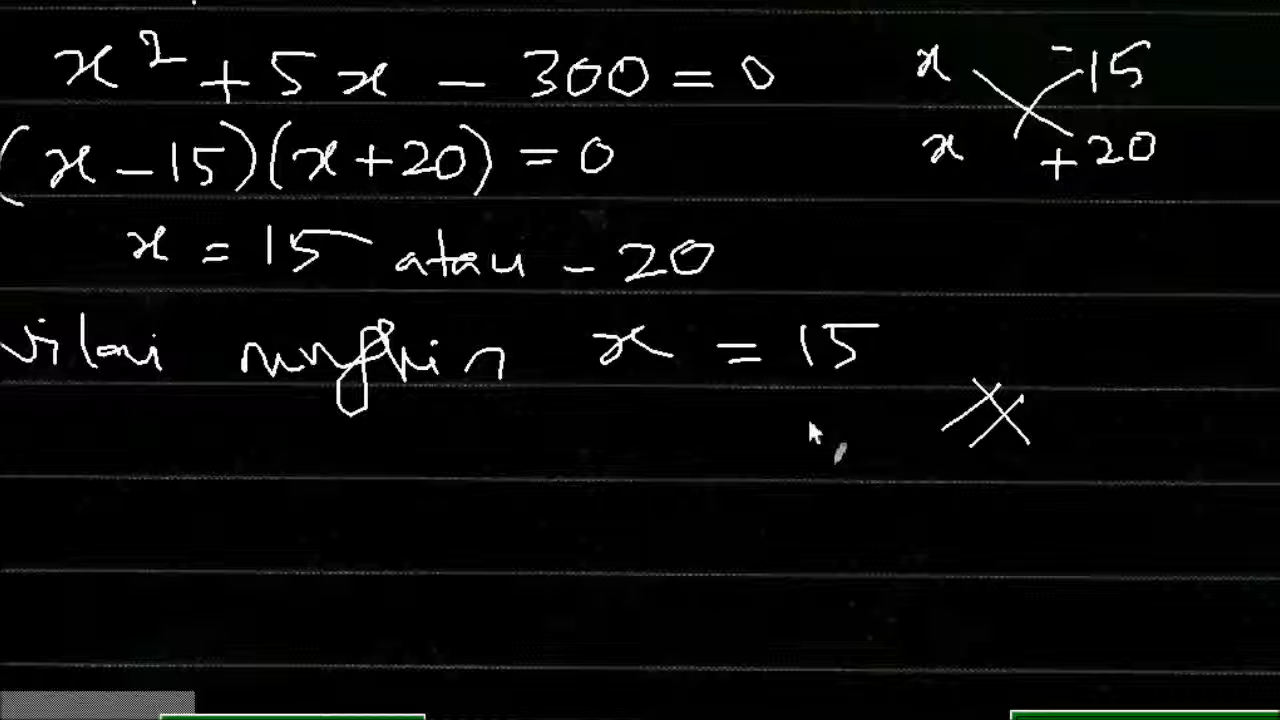 x² + 5x - 300 = 0
x -15
x +20
(x - 15)(x + 20) = 0
x = 15 atau - 20
nilai mungkin x = 15